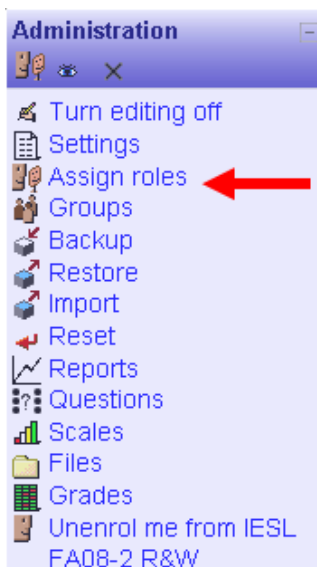 Administration
Turn editing off
Settings
Assign roles
Groups
Backup
Restore
Import
Reset
Reports
Questions
Scales
Files
Grades
Unenrol me from IESL
FA08-2 R&W